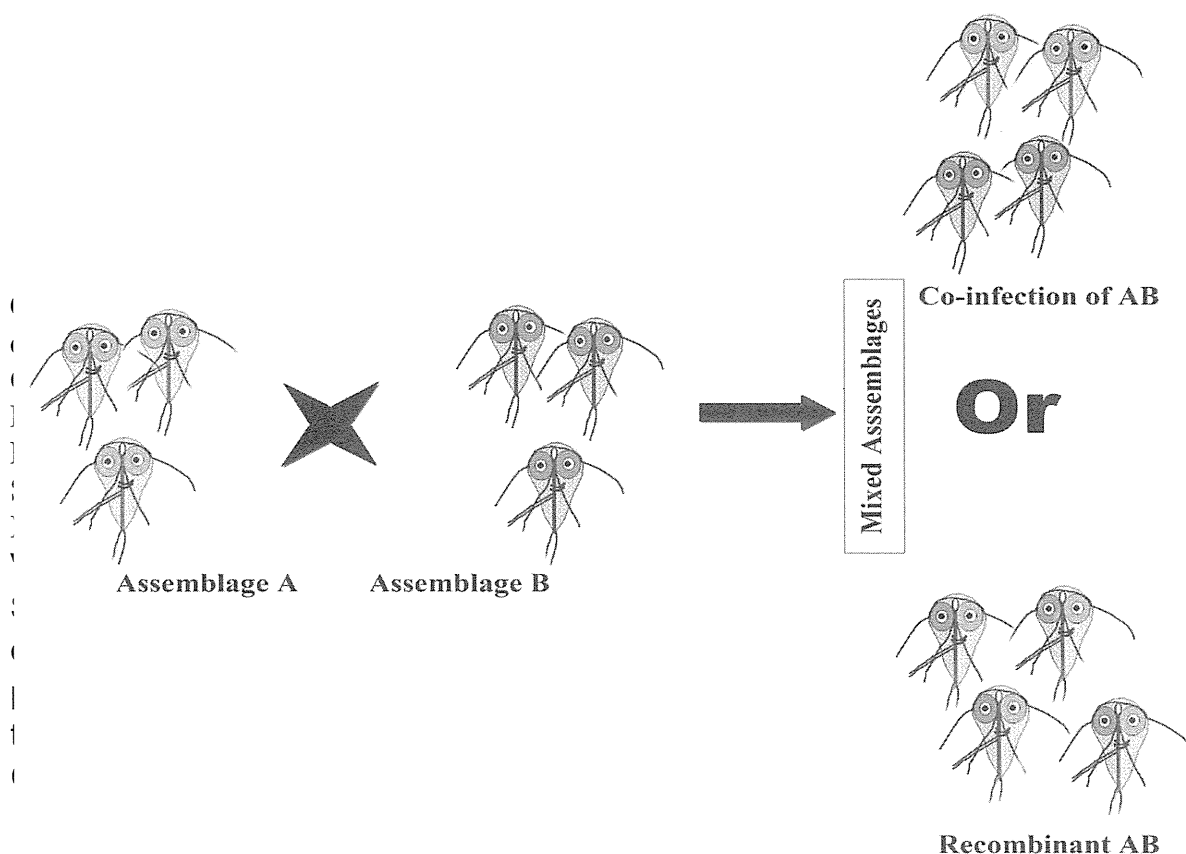 Co-infection of AB
Mixed Asssemblages
Or
Assemblage A
Assemblage B
Recombinant AB